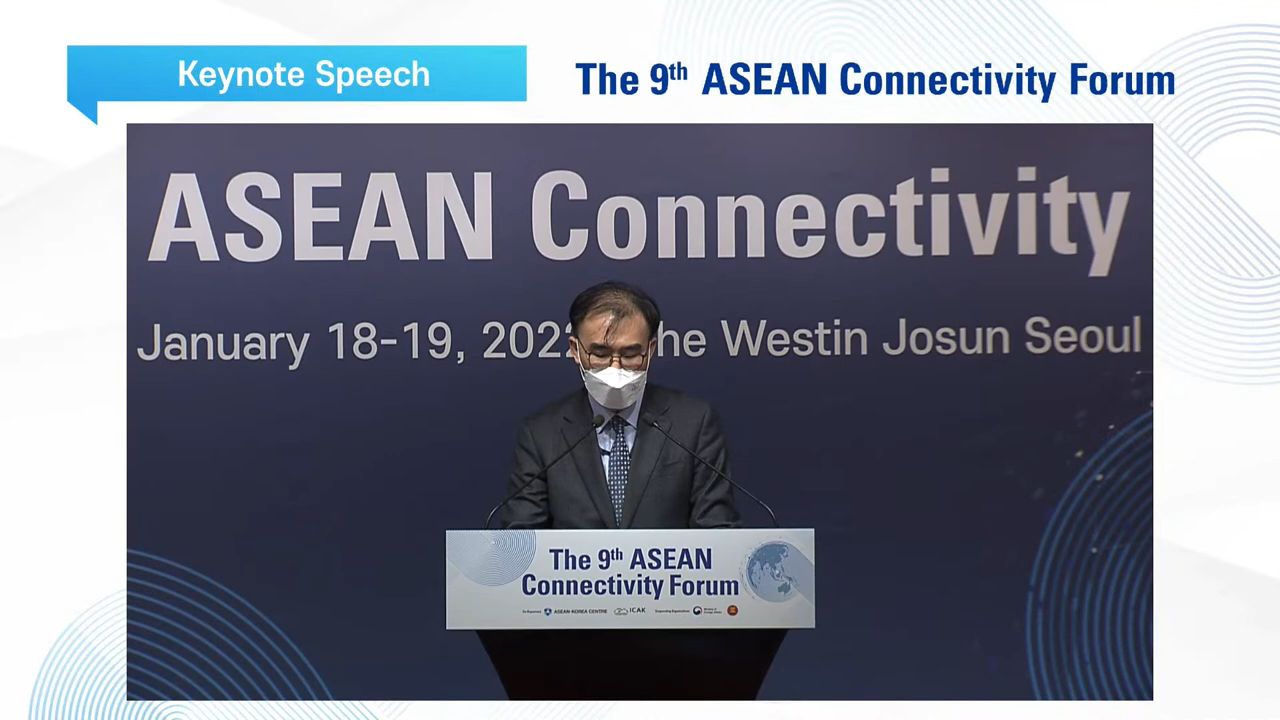 Keynote Speech
The 9th ASEAN Connectivity Forum
ASEAN Connectivity
January 18-19, 202 he Westin Josun Seoul
The 9th ASEAN
Connectivity Forum
ASEAN-KOREA CENTRE ICAK